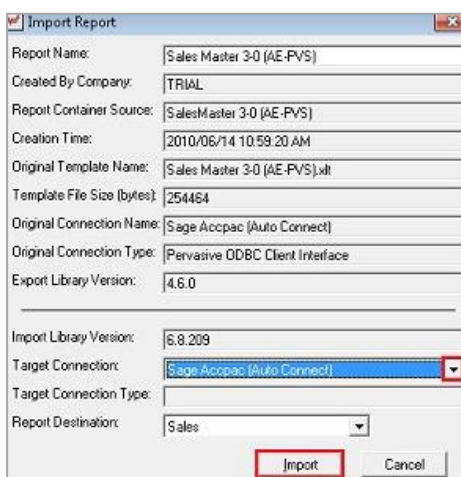 Import Report
Report Name: Sales Master 3-0 (AE-PVS)
Created By Company: TRIAL
Report Container Source: SalesMaster 3-0 (AE-PVS)
Creation Time: 2010/06/14 10:59:20 AM
Original Template Name: Sales Master 3-0 (AE-PVS).xlt
Template File Size (bytes): 254464
Original Connection Name: Sage Accpac (Auto Connect)
Original Connection Type: Pervasive ODBC Client Interface
Export Library Version: 4.6.0
Import Library Version: 6.8.209
Target Connection: Sage Accpac (Auto Connect)
Target Connection Type:
Report Destination: Sales
Import Cancel